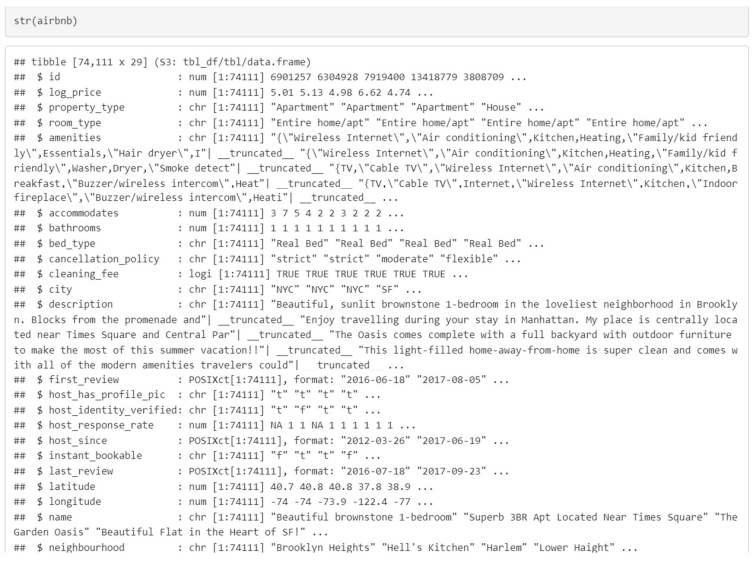 str(airbnb)
## tibble [74,111 x 29] (S3: tbl_df/tbl/data.frame)
##  $ id                    : num [1:74111] 6901257 6304928 7919400 13418779 3808709 ...
##  $ log_price             : num [1:74111] 5.01 5.13 4.98 6.62 4.74 ...
##  $ property_type         : chr [1:74111] "Apartment" "Apartment" "Apartment" "House" ...
##  $ room_type             : chr [1:74111] "Entire home/apt" "Entire home/apt" "Entire home/apt" "Entire home/apt" ...
##  $ amenities             : chr [1:74111] "{\"Wireless Internet\",\"Air conditioning\",Kitchen,Heating,\"Family/kid friend
ly\",Essentials,\"Hair dryer\",I"| __truncated__ "{\"Wireless Internet\",\"Air conditioning\",Kitchen,Heating,\"Family/kid f
riendly\",Washer,Dryer,\"Smoke detect"| __truncated__ "{TV,\"Cable TV\",\"Wireless Internet\",\"Air conditioning\",Kitchen,B
reakfast,\"Buzzer/wireless intercom\",Heat"| __truncated__ "{TV,\"Cable TV\",Internet,\"Wireless Internet\",Kitchen,\"Indoor
fireplace\",\"Buzzer/wireless intercom\",Heati"| __truncated__ ...
##  $ accommodates          : num [1:74111] 3 7 5 4 2 2 3 2 2 2 ...
##  $ bathrooms             : num [1:74111] 1 1 1 1 1 1 1 1 1 1 ...
##  $ bed_type              : chr [1:74111] "Real Bed" "Real Bed" "Real Bed" "Real Bed" ...
##  $ cancellation_policy   : chr [1:74111] "strict" "strict" "moderate" "flexible" ...
##  $ cleaning_fee          : logi [1:74111] TRUE TRUE TRUE TRUE TRUE TRUE ...
##  $ city                  : chr [1:74111] "NYC" "NYC" "NYC" "SF" ...
##  $ description           : chr [1:74111] "Beautiful, sunlit brownstone 1-bedroom in the loveliest neighborhood in Brookly
n. Blocks from the promenade and"| __truncated__ "Enjoy travelling during your stay in Manhattan. My place is centrally loca
ted near Times Square and Central Par"| __truncated__ "The Oasis comes complete with a full backyard with outdoor furniture
to make the most of this summer vacation!!"| __truncated__ "This light-filled home-away-from-home is super clean and comes w
ith all of the modern amenities travelers could"| __truncated__ ...
##  $ first_review          : POSIXct[1:74111], format: "2016-06-18" "2017-08-05" ...
##  $ host_has_profile_pic  : chr [1:74111] "t" "t" "t" "t" ...
##  $ host_identity_verified: chr [1:74111] "t" "f" "t" "t" ...
##  $ host_response_rate    : num [1:74111] NA 1 1 NA 1 1 1 1 1 1 ...
##  $ host_since            : POSIXct[1:74111], format: "2012-03-26" "2017-06-19" ...
##  $ instant_bookable      : chr [1:74111] "f" "t" "t" "f" ...
##  $ last_review           : POSIXct[1:74111], format: "2016-07-18" "2017-09-23" ...
##  $ latitude              : num [1:74111] 40.7 40.8 40.8 37.8 38.9 ...
##  $ longitude             : num [1:74111] -74 -74 -73.9 -122.4 -77 ...
##  $ name                  : chr [1:74111] "Beautiful brownstone 1-bedroom" "Superb 3BR Apt Located Near Times Square" "The
Garden Oasis" "Beautiful Flat in the Heart of SF!" ...
##  $ neighbourhood         : chr [1:74111] "Brooklyn Heights" "Hell's Kitchen" "Harlem" "Lower Haight" ...